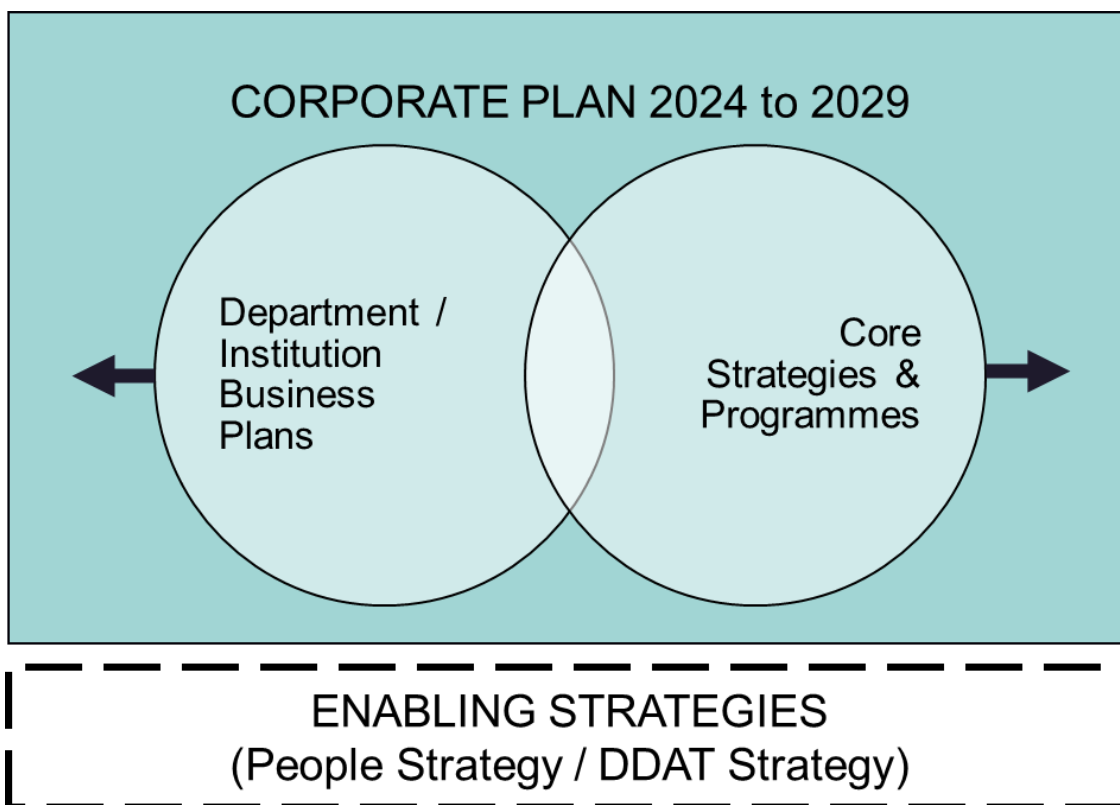 CORPORATE PLAN 2024 to 2029
Department /
Institution
Business
Plans
Core
Strategies &
Programmes
ENABLING STRATEGIES
(People Strategy / DDAT Strategy)